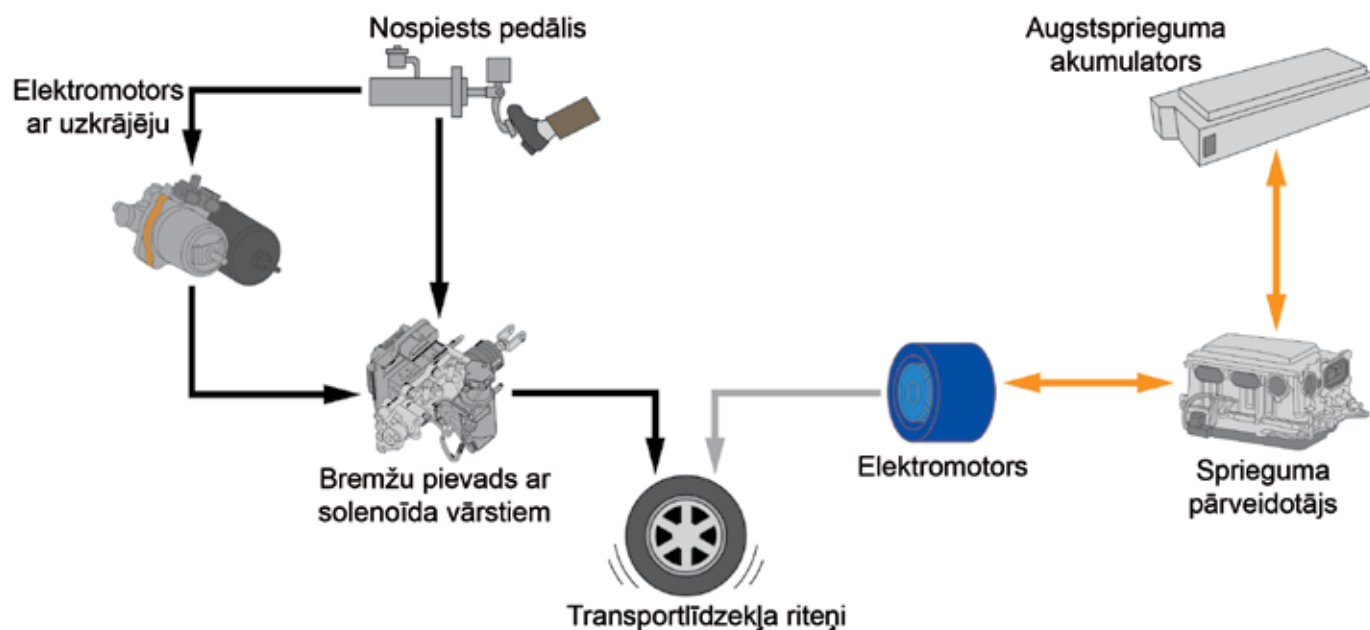 Nospiests pedālis
Augstsprieguma
akumulators
Elektromotors
ar uzkrājēju
Bremžu pievads ar
solenoīda vārstiem
Elektromotors
Sprieguma
pārveidotājs
Transportlīdzekļa riteņi